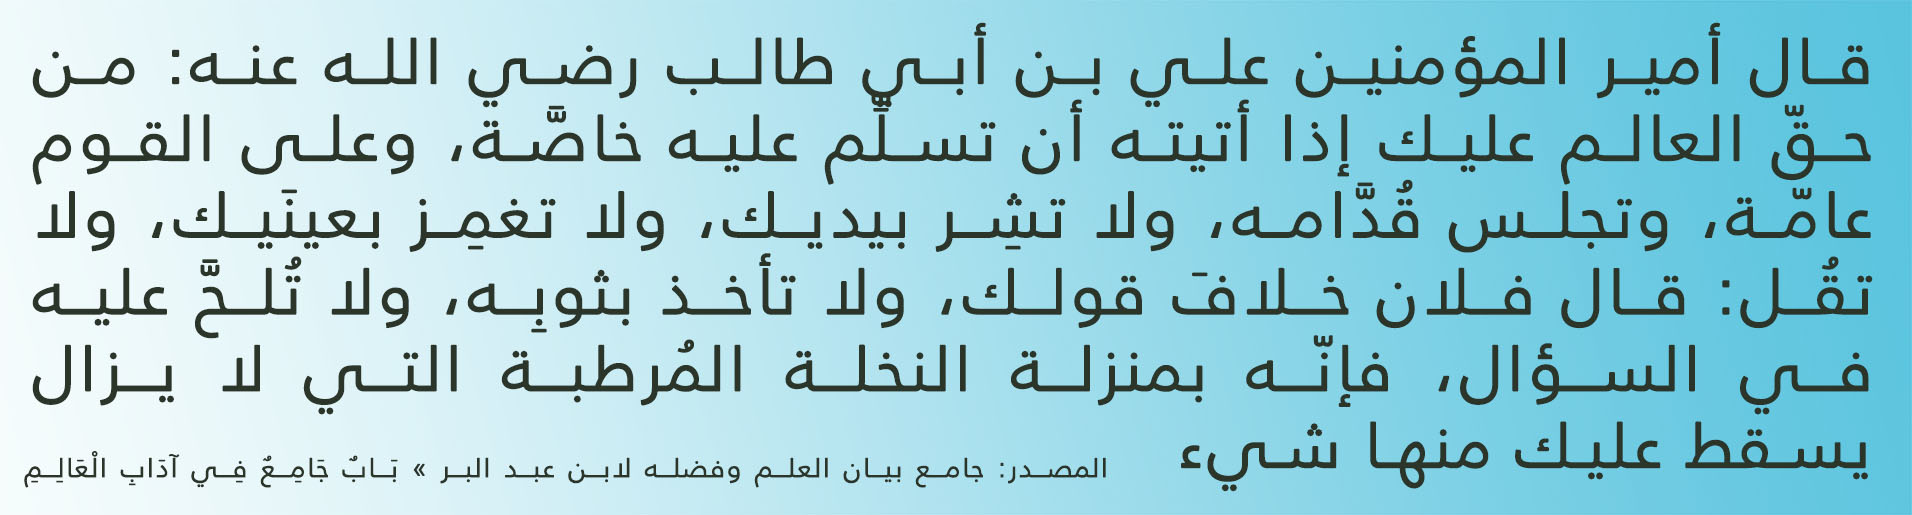 قال أمير المؤمنين علي بن أبي طالب رضي الله عنه: من
حقّ العالم عليك إذا أتيته أن تسلّم عليه خاصَّة، وعلى القوم
عامّة، وتجلس قُدَّامه، ولا تشِر بيديك، ولا تغمِز بعينَيك، ولا
تقُل: قال فلان خلافَ قولك، ولا تأخذ بثوبِه، ولا تُلحَّ عليه
في السؤال، فإنّه بمنزلة النخلة المُرطبة التي لا يزال
يسقط عليك منها شيء
المصدر: جامع بيان العلم وفضله لابن عبد البر » بَابٌ جَامِعٌ فِي آدَابِ الْعَالِمِ